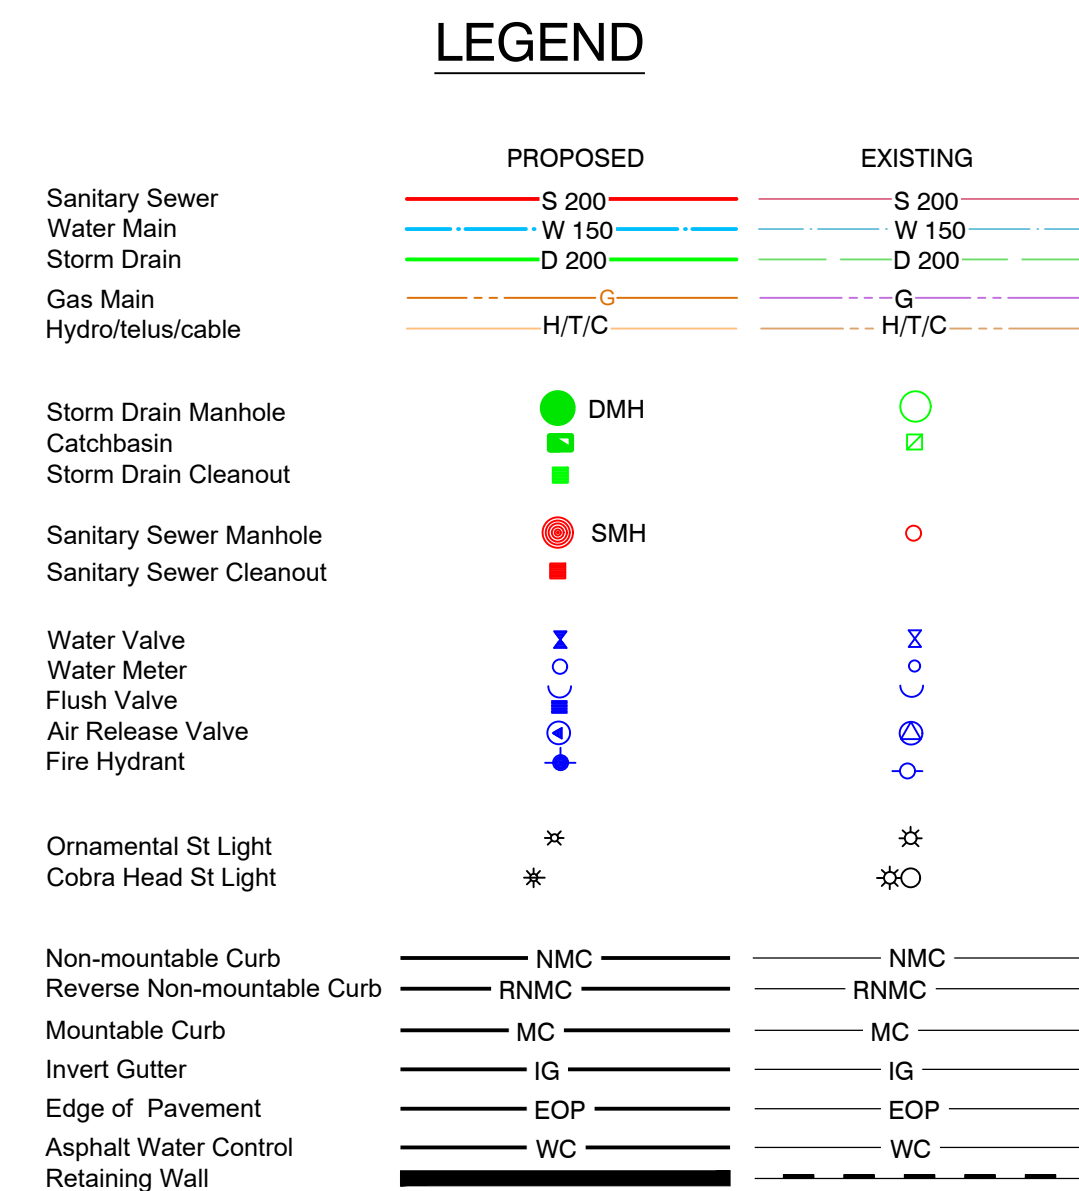 LEGEND
PROPOSED EXISTING
Sanitary Sewer S 200 S 200
Water Main W 150 W 150
Storm Drain D 200 D 200
Gas Main G G
Hydro/telus/cable H/T/C H/T/C
Storm Drain Manhole DMH
Catchbasin
Storm Drain Cleanout
Sanitary Sewer Manhole SMH
Sanitary Sewer Cleanout
Water Valve
Water Meter
Flush Valve
Air Release Valve
Fire Hydrant
Ornamental St Light
Cobra Head St Light
Non-mountable Curb NMC NMC
Reverse Non-mountable Curb RNMC RNMC
Mountable Curb MC MC
Invert Gutter IG IG
Edge of Pavement EOP EOP
Asphalt Water Control WC WC
Retaining Wall